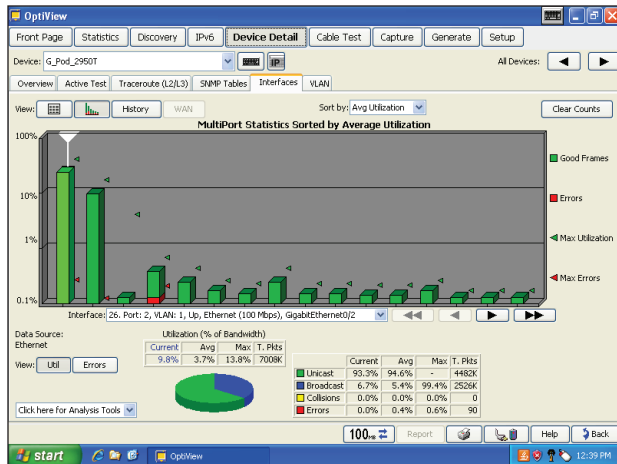 OptiView
Front Page Statistics Discovery IPv6 Device Detail Cable Test Capture Generate Setup
Device: G_Pod_2950T IP All Devices:
Overview Active Test Traceroute (L2/L3) SNMP Tables Interfaces VLAN
View: History WAN Sort by: Avg Utilization Clear Counts
MultiPort Statistics Sorted by Average Utilization
100%
10%
1%
0.1%
Good Frames
Errors
Max Utilization
Max Errors
Interface: 26. Port: 2, VLAN: 1, Up, Ethernet (100 Mbps), GigabitEthernet0/2
Data Source:
Ethernet
View: Util Errors
Click here for Analysis Tools
Utilization (% of Bandwidth)
Current Avg Max T. Pkts
9.8% 3.7% 13.8% 7008K
Current Avg Max T. Pkts
Unicast 93.3% 94.6% - 4482K
Broadcast 6.7% 5.4% 99.4% 2526K
Collisions 0.0% 0.0% 0.0% 0
Errors 0.0% 0.4% 0.6% 90
100 Report Help Back
start OptiView 12:39 PM